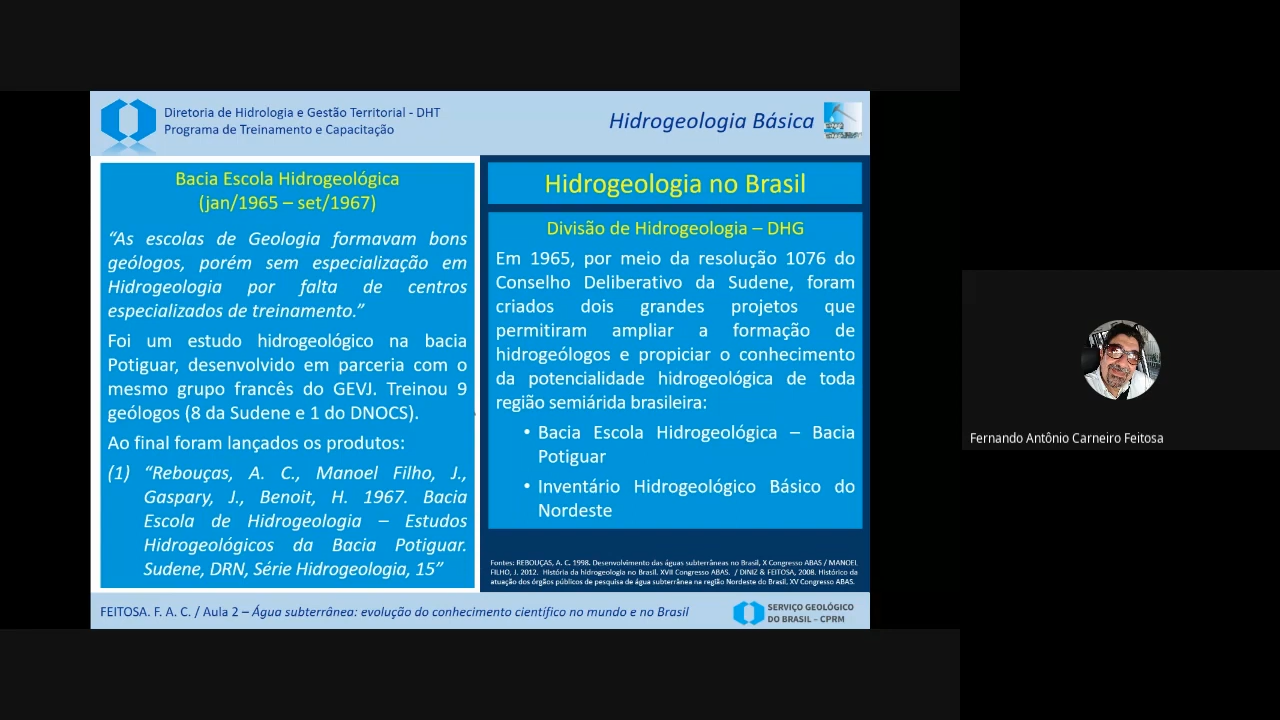 Diretoria de Hidrologia e Gestão Territorial - DHT
Programa de Treinamento e Capacitação
Hidrogeologia Básica
Bacia Escola Hidrogeológica
(jan/1965 – set/1967)
“As escolas de Geologia formavam bons
geólogos, porém sem especialização em
Hidrogeologia por falta de centros
especializados de treinamento.”
Foi um estudo hidrogeológico na bacia
Potiguar, desenvolvido em parceria com o
mesmo grupo francês do GEVJ. Treinou 9
geólogos (8 da Sudene e 1 do DNOCS).
Ao final foram lançados os produtos:
(1) “Rebouças, A. C., Manoel Filho, J.,
Gaspary, J., Benoit, H. 1967. Bacia
Escola de Hidrogeologia – Estudos
Hidrogeológicos da Bacia Potiguar.
Sudene, DRN, Série Hidrogeologia, 15”
Hidrogeologia no Brasil
Divisão de Hidrogeologia – DHG
Em 1965, por meio da resolução 1076 do
Conselho Deliberativo da Sudene, foram
criados dois grandes projetos que
permitiram ampliar a formação de
hidrogeólogos e propiciar o conhecimento
da potencialidade hidrogeológica de toda
região semiárida brasileira:
• Bacia Escola Hidrogeológica – Bacia
Potiguar
• Inventário Hidrogeológico Básico do
Nordeste
Fontes: REBOUÇAS, A. C. 1998. Desenvolvimento das águas subterrâneas no Brasil, X Congresso ABAS / MANOEL
FILHO, J. 2012. História da hidrogeologia no Brasil. XVII Congresso ABAS. / DINIZ & FEITOSA, 2008. Histórico da
atuação dos órgãos públicos de pesquisa de água subterrânea na região Nordeste do Brasil, XV Congresso ABAS.
FEITOSA. F. A. C. / Aula 2 – Água subterrânea: evolução do conhecimento científico no mundo e no Brasil
SERVIÇO GEOLÓGICO
DO BRASIL – CPRM
Fernando Antônio Carneiro Feitosa